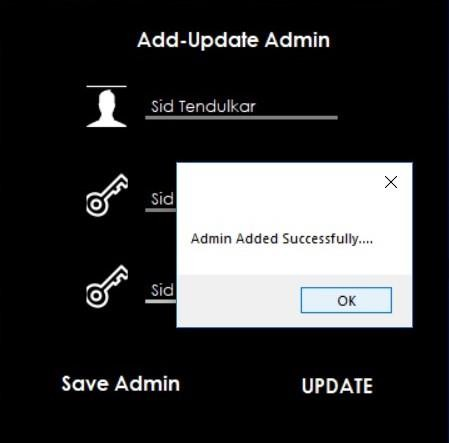 Add-Update Admin
Sid Tendulkar
Sid
Admin Added Successfully....
Sid
OK
Save Admin
UPDATE